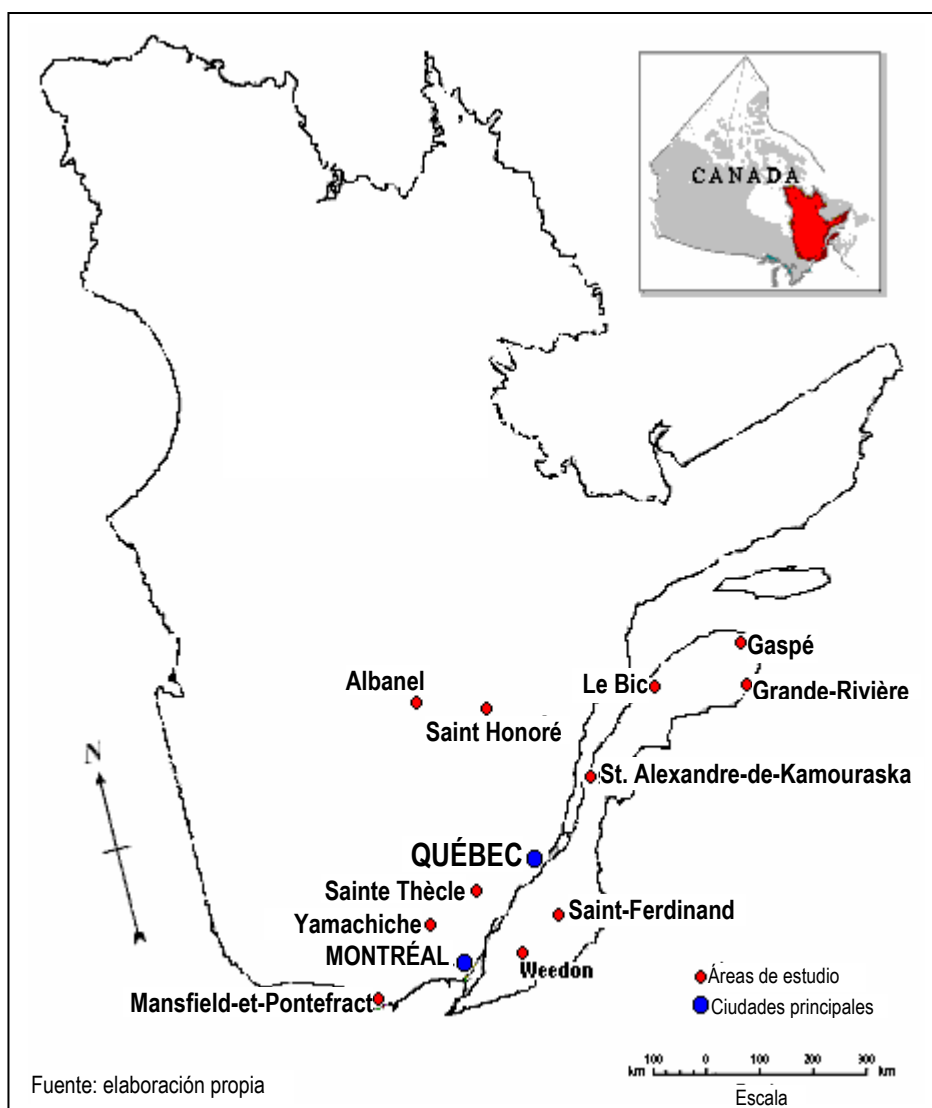 CANADA
Gaspé
Le Bic
Grande-Rivière
Albanel
Saint Honoré
N
St. Alexandre-de-Kamouraska
QUÉBEC
Sainte Thècle
Saint-Ferdinand
Yamachiche
MONTRÉAL
Weedon
Áreas de estudio
Mansfield-et-Pontefract
Ciudades principales
100 0 100 200 300
km km
Fuente: elaboración propia
Escala